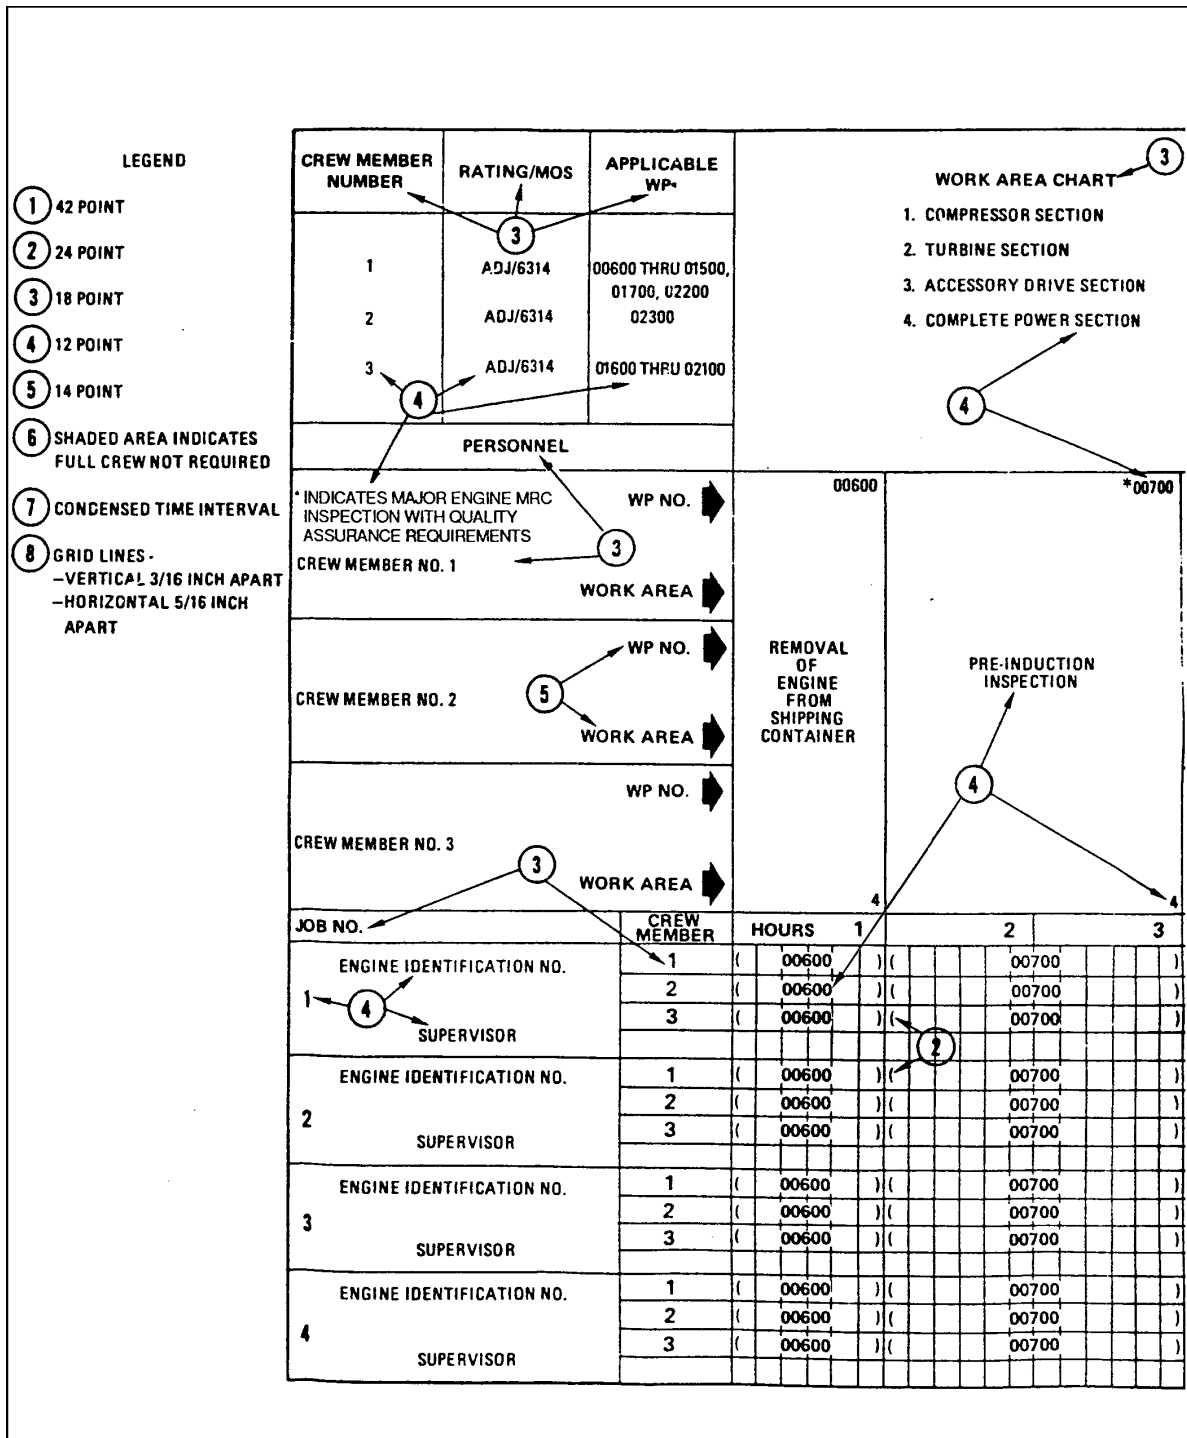 LEGEND
1 42 POINT
2 24 POINT
3 18 POINT
4 12 POINT
5 14 POINT
6 SHADED AREA INDICATES
FULL CREW NOT REQUIRED
7 CONDENSED TIME INTERVAL
8 GRID LINES -
-VERTICAL 3/16 INCH APART
-HORIZONTAL 5/16 INCH
APART
CREW MEMBER
NUMBER
RATING/MOS
APPLICABLE
WP
3
1 ADJ/6314 00600 THRU 01500,
01700, 02200
2 ADJ/6314 02300
3 ADJ/6314 01600 THRU 02100
4
PERSONNEL
3
WORK AREA CHART
1. COMPRESSOR SECTION
2. TURBINE SECTION
3. ACCESSORY DRIVE SECTION
4. COMPLETE POWER SECTION
4
* INDICATES MAJOR ENGINE MRC
INSPECTION WITH QUALITY
ASSURANCE REQUIREMENTS
WP NO.
3
CREW MEMBER NO. 1
WORK AREA
WP NO.
5
CREW MEMBER NO. 2
WORK AREA
WP NO.
CREW MEMBER NO. 3
3
WORK AREA
00600
REMOVAL
OF
ENGINE
FROM
SHIPPING
CONTAINER
4
*00700
PRE-INDUCTION
INSPECTION
4
4
JOB NO.
CREW
MEMBER
HOURS 1 2 3
1
ENGINE IDENTIFICATION NO.
4
SUPERVISOR
1 ( 00600 ) ( 00700 )
2 ( 00600 ) ( 00700 )
3 ( 00600 ) ( 00700 )
2
2
ENGINE IDENTIFICATION NO.
SUPERVISOR
1 ( 00600 ) ( 00700 )
2 ( 00600 ) ( 00700 )
3 ( 00600 ) ( 00700 )
3
ENGINE IDENTIFICATION NO.
SUPERVISOR
1 ( 00600 ) ( 00700 )
2 ( 00600 ) ( 00700 )
3 ( 00600 ) ( 00700 )
4
ENGINE IDENTIFICATION NO.
SUPERVISOR
1 ( 00600 ) ( 00700 )
2 ( 00600 ) ( 00700 )
3 ( 00600 ) ( 00700 )